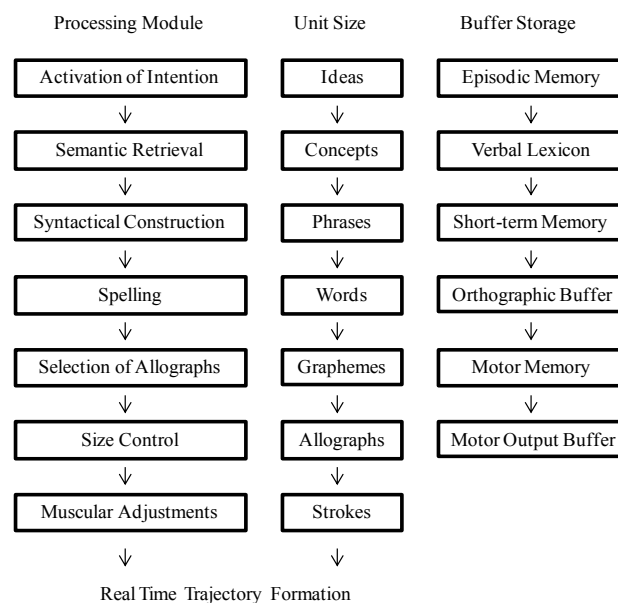 Processing Module Unit Size Buffer Storage
Activation of Intention Ideas Episodic Memory
Semantic Retrieval Concepts Verbal Lexicon
Syntactical Construction Phrases Short-term Memory
Spelling Words Orthographic Buffer
Selection of Allographs Graphemes Motor Memory
Size Control Allographs Motor Output Buffer
Muscular Adjustments Strokes
Real Time Trajectory Formation